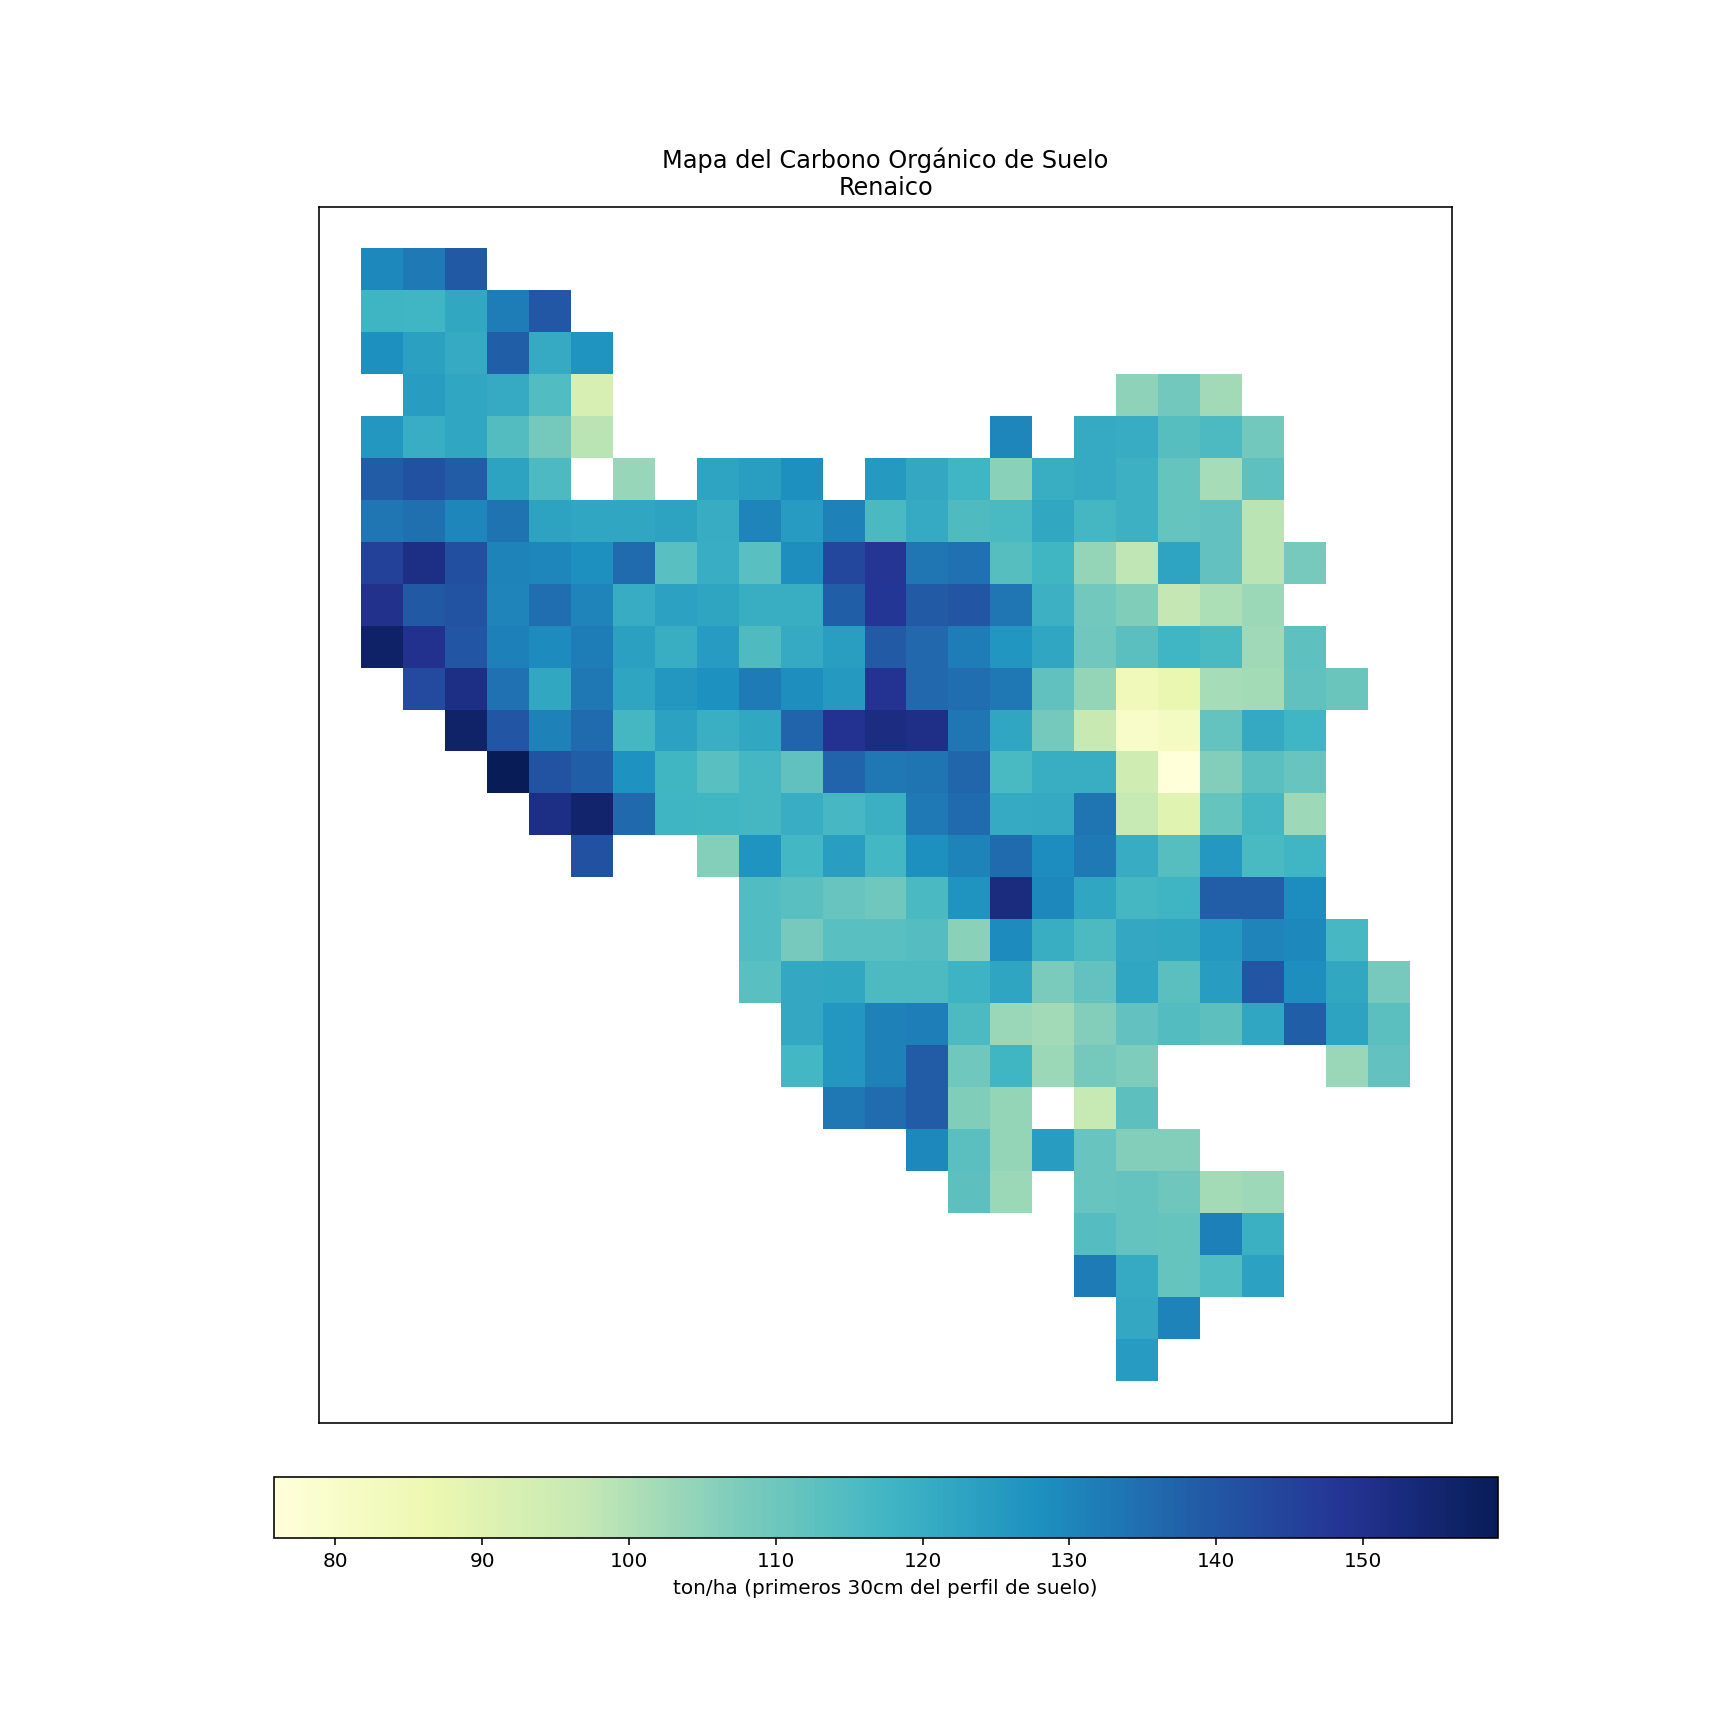 Mapa del Carbono Orgánico de Suelo
Renaico
80 90 100 110 120 130 140 150
ton/ha (primeros 30cm del perfil de suelo)